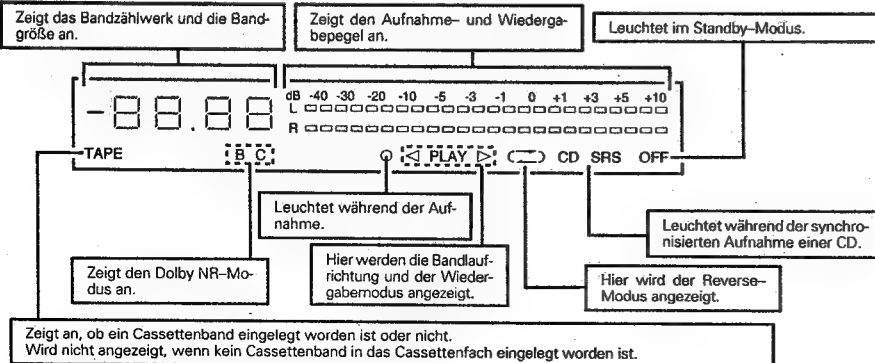 Zeigt das Bandzählwerk und die Band-
größe an.
Zeigt den Aufnahme- und Wiederga-
bepegel an.
Leuchtet im Standby-Modus.
dB -40 -30 -20 -10 -5 -3 -1 0 +1 +3 +5 +10
L
R
-88.88
TAPE B C ◁ PLAY ▷ CD SRS OFF
Leuchtet während der Auf-
nahme.
Leuchtet während der synchro-
nisierten Aufnahme einer CD.
Zeigt den Dolby NR-Mo-
dus an.
Hier werden die Bandlauf-
richtung und der Wieder-
gabemodus angezeigt.
Hier wird der Reverse-
Modus angezeigt.
Zeigt an, ob ein Cassettenband eingelegt worden ist oder nicht.
Wird nicht angezeigt, wenn kein Cassettenband in das Cassettenfach eingelegt worden ist.